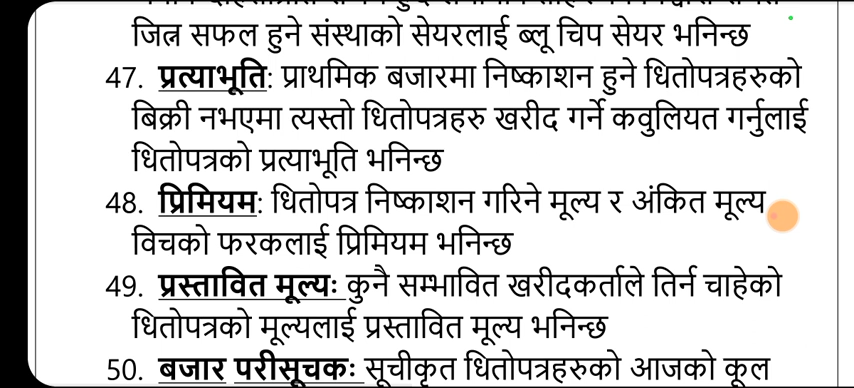 जित्न सफल हुने संस्थाको सेयरलाई ब्लू चिप सेयर भनिन्छ
47. प्रत्याभूति: प्राथमिक बजारमा निष्काशन हुने धितोपत्रहरुको
बिक्री नभएमा त्यस्तो धितोपत्रहरु खरीद गर्ने कवुलियत गर्नुलाई
धितोपत्रको प्रत्याभूति भनिन्छ
48. प्रिमियम: धितोपत्र निष्काशन गरिने मूल्य र अंकित मूल्य
विचको फरकलाई प्रिमियम भनिन्छ
49. प्रस्तावित मूल्यः कुनै सम्भावित खरीदकर्ताले तिर्न चाहेको
धितोपत्रको मूल्यलाई प्रस्तावित मूल्य भनिन्छ
50. बजार परीसूचकः सूचीकृत धितोपत्रहरुको आजको कूल